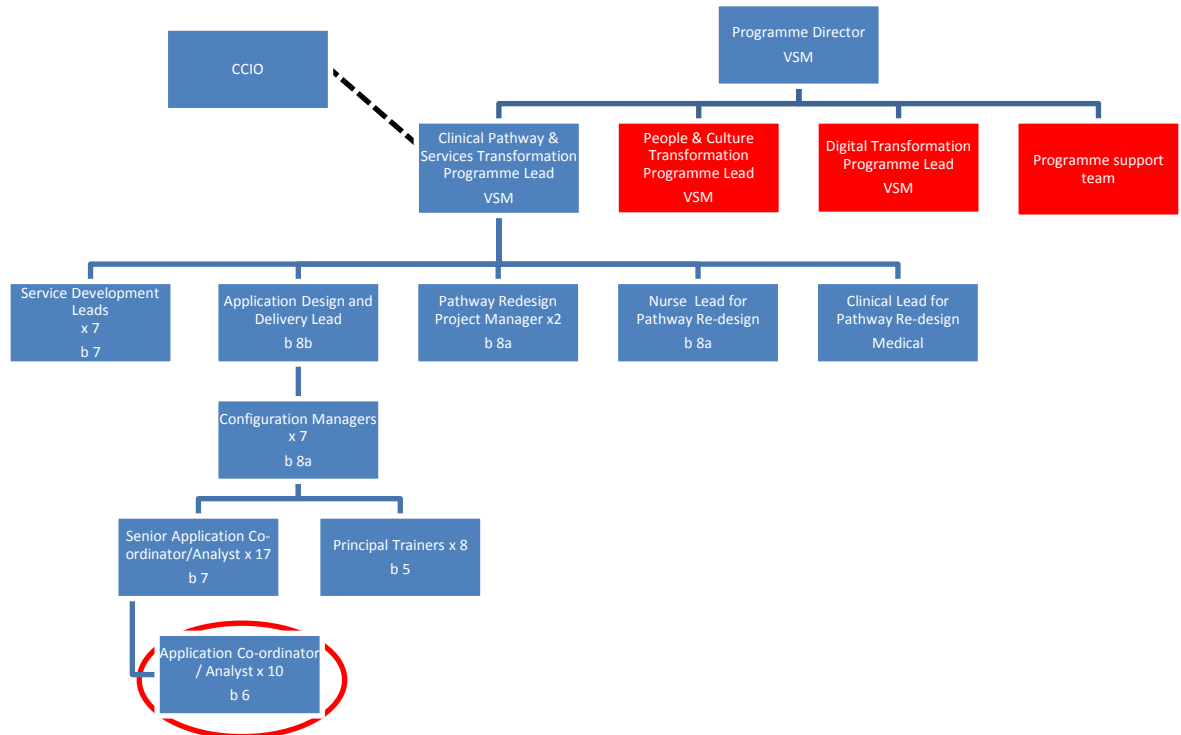 Programme Director
VSM
CCIO
Clinical Pathway &
Services Transformation
Programme Lead
VSM
People & Culture
Transformation
Programme Lead
VSM
Digital Transformation
Programme Lead
VSM
Programme support
team
Service Development
Leads
x 7
b 7
Application Design and
Delivery Lead
b 8b
Pathway Redesign
Project Manager x2
b 8a
Nurse Lead for
Pathway Re-design
b 8a
Clinical Lead for
Pathway Re-design
Medical
Configuration Managers
x 7
b 8a
Senior Application Co-
ordinator/Analyst x 17
b 7
Principal Trainers x 8
b 5
Application Co-ordinator
/ Analyst x 10
b 6